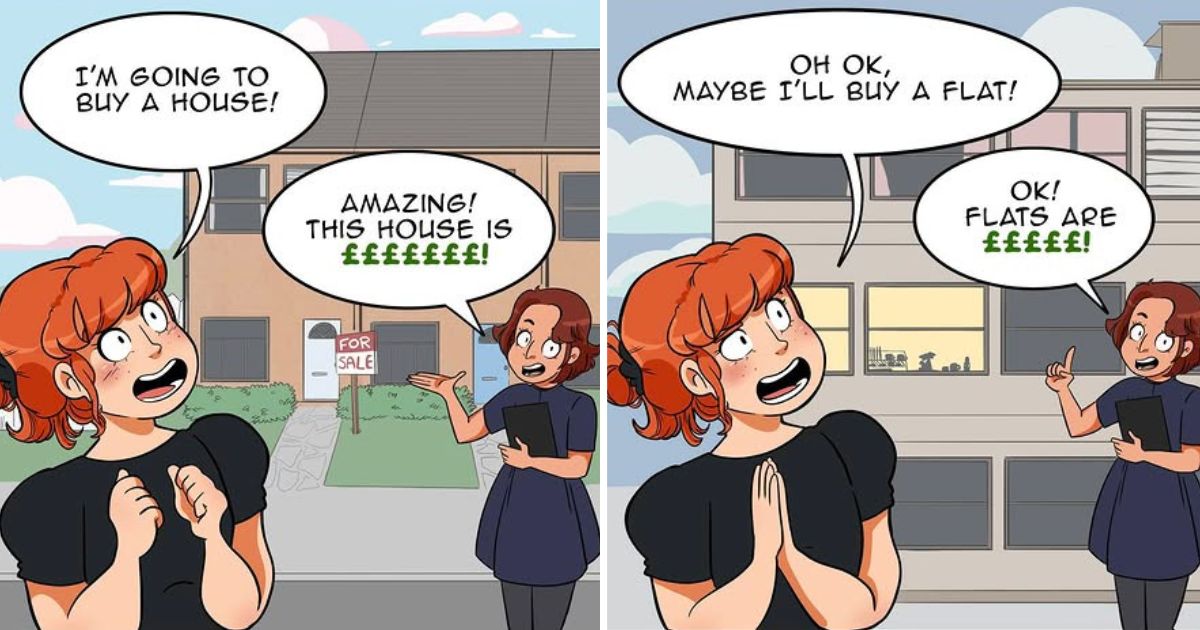 I'M GOING TO
BUY A HOUSE!
AMAZING!
THIS HOUSE IS
£££££££!
FOR
SALE
OH OK,
MAYBE I'LL BUY A FLAT!
OK!
FLATS ARE
£££££!